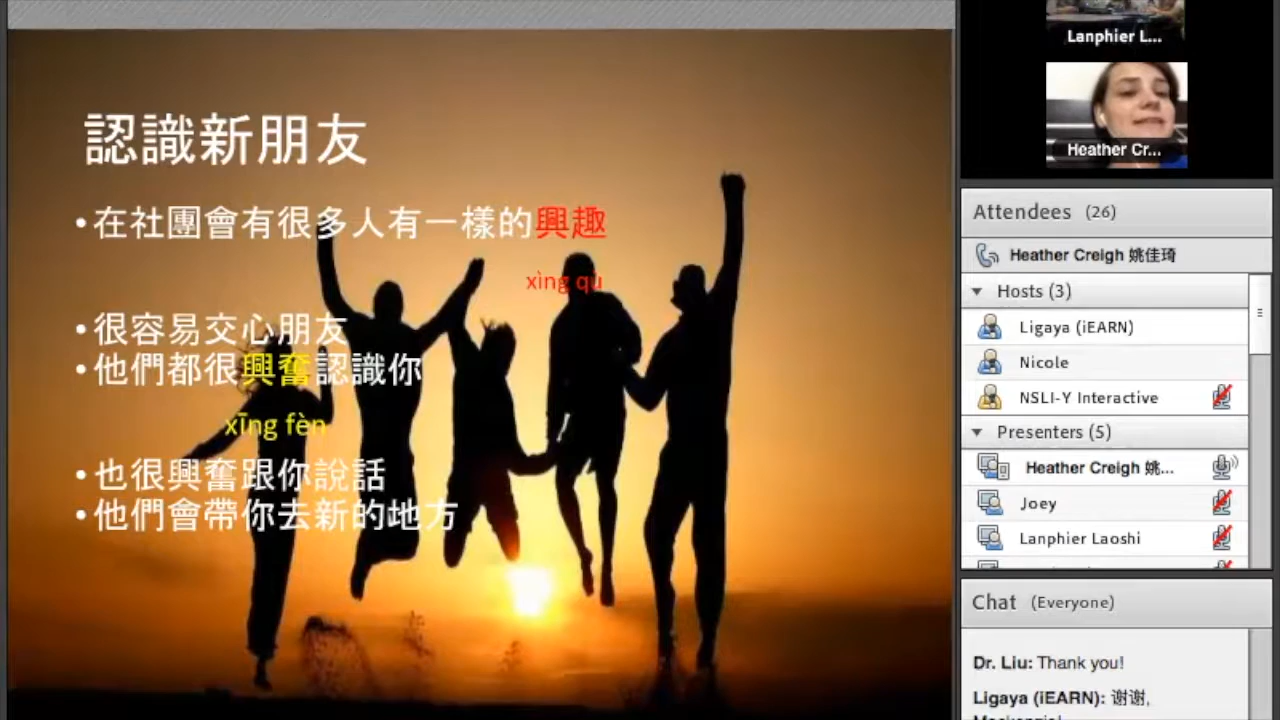 認識新朋友
•在社團會有很多人有一樣的興趣
xìng qù
•很容易交心朋友
•他們都很興奮認識你
xīng fèn
•也很興奮跟你說話
•他們會帶你去新的地方
Lanphier L...
Heather Cr...
Attendees (26)
Heather Creigh 姚佳琦
Hosts (3)
Ligaya (iEARN)
Nicole
NSLI-Y Interactive
Presenters (5)
Heather Creigh 姚...
Joey
Lanphier Laoshi
Chat (Everyone)
Dr. Liu: Thank you!
Ligaya (iEARN): 谢谢,